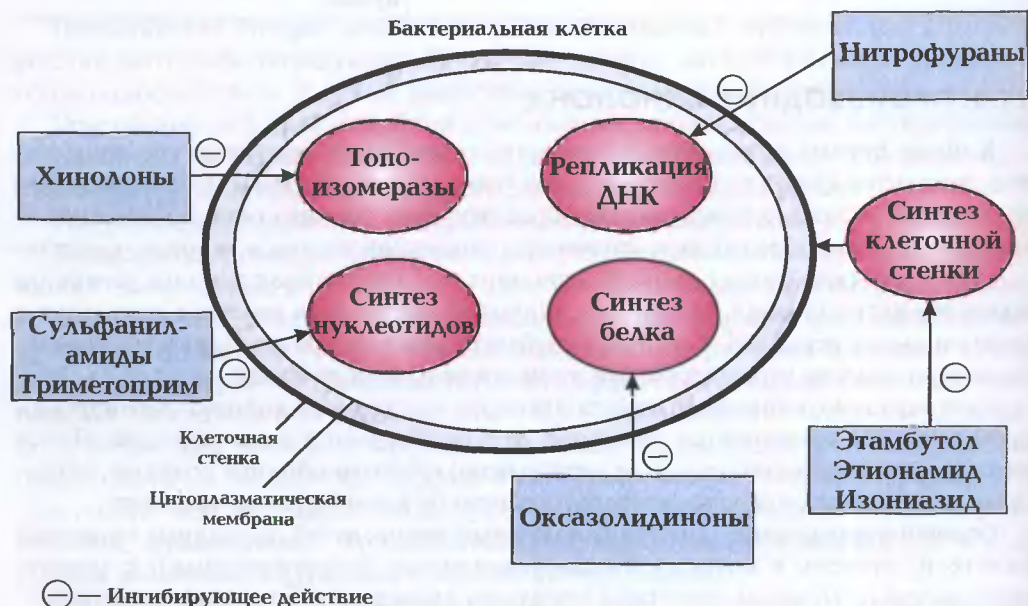 Бактериальная клетка
Нитрофураны
Хинолоны
Топо-
изомеразы
Репликация
ДНК
Синтез
клеточной
стенки
Сульфанил-
амиды
Триметоприм
Синтез
нуклеотидов
Синтез
белка
Клеточная
стенка
Цитоплазматическая
мембрана
Оксазолидиноны
Этамбутол
Этионамид
Изониазид
— Ингибирующее действие